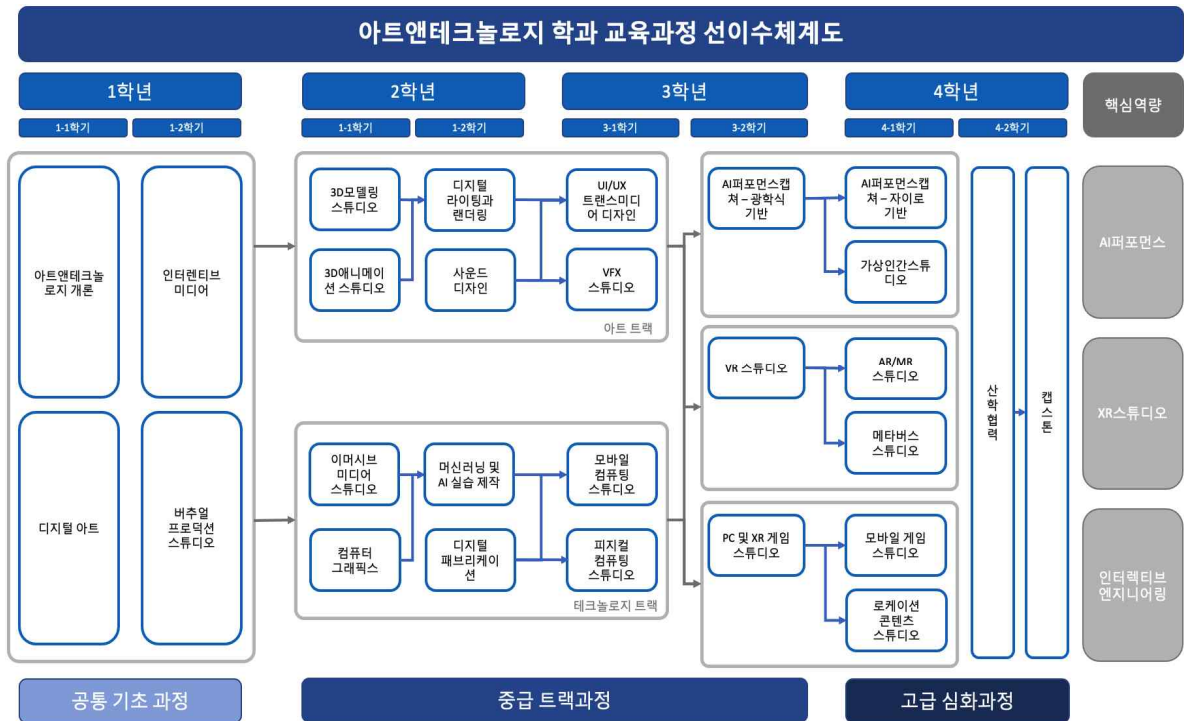 아트앤테크놀로지 학과 교육과정 선이수체계도
1학년
2학년
3학년
4학년
핵심역량
1-1학기
1-2학기
1-1학기
1-2학기
3-1학기
3-2학기
4-1학기
4-2학기
아트앤테크놀
로지 개론
인터렌티브
미디어
디지털 아트
버추얼
프로덕션
스튜디오
3D모델링
스튜디오
디지털
라이팅과
랜더링
UI/UX
트랜스미디
어 디자인
3D애니메이
션 스튜디오
사운드
디자인
VFX
스튜디오
아트 트랙
이머시브
미디어
스튜디오
머신러닝 및
AI 실습 제작
모바일
컴퓨팅
스튜디오
컴퓨터
그래픽스
디지털
패브리케이
션
피지컬
컴퓨팅
스튜디오
테크놀로지 트랙
AI퍼포먼스캡
쳐 – 광학식
기반
AI퍼포먼스캡
쳐 – 자이로
기반
가상인간스튜
디오
VR 스튜디오
AR/MR
스튜디오
메타버스
스튜디오
PC 및 XR 게임
스튜디오
모바일 게임
스튜디오
로케이션
콘텐츠
스튜디오
산학협력
캡스톤
AI퍼포먼스
XR스튜디오
인터렉티브
엔지니어링
공통 기초 과정
중급 트랙과정
고급 심화과정